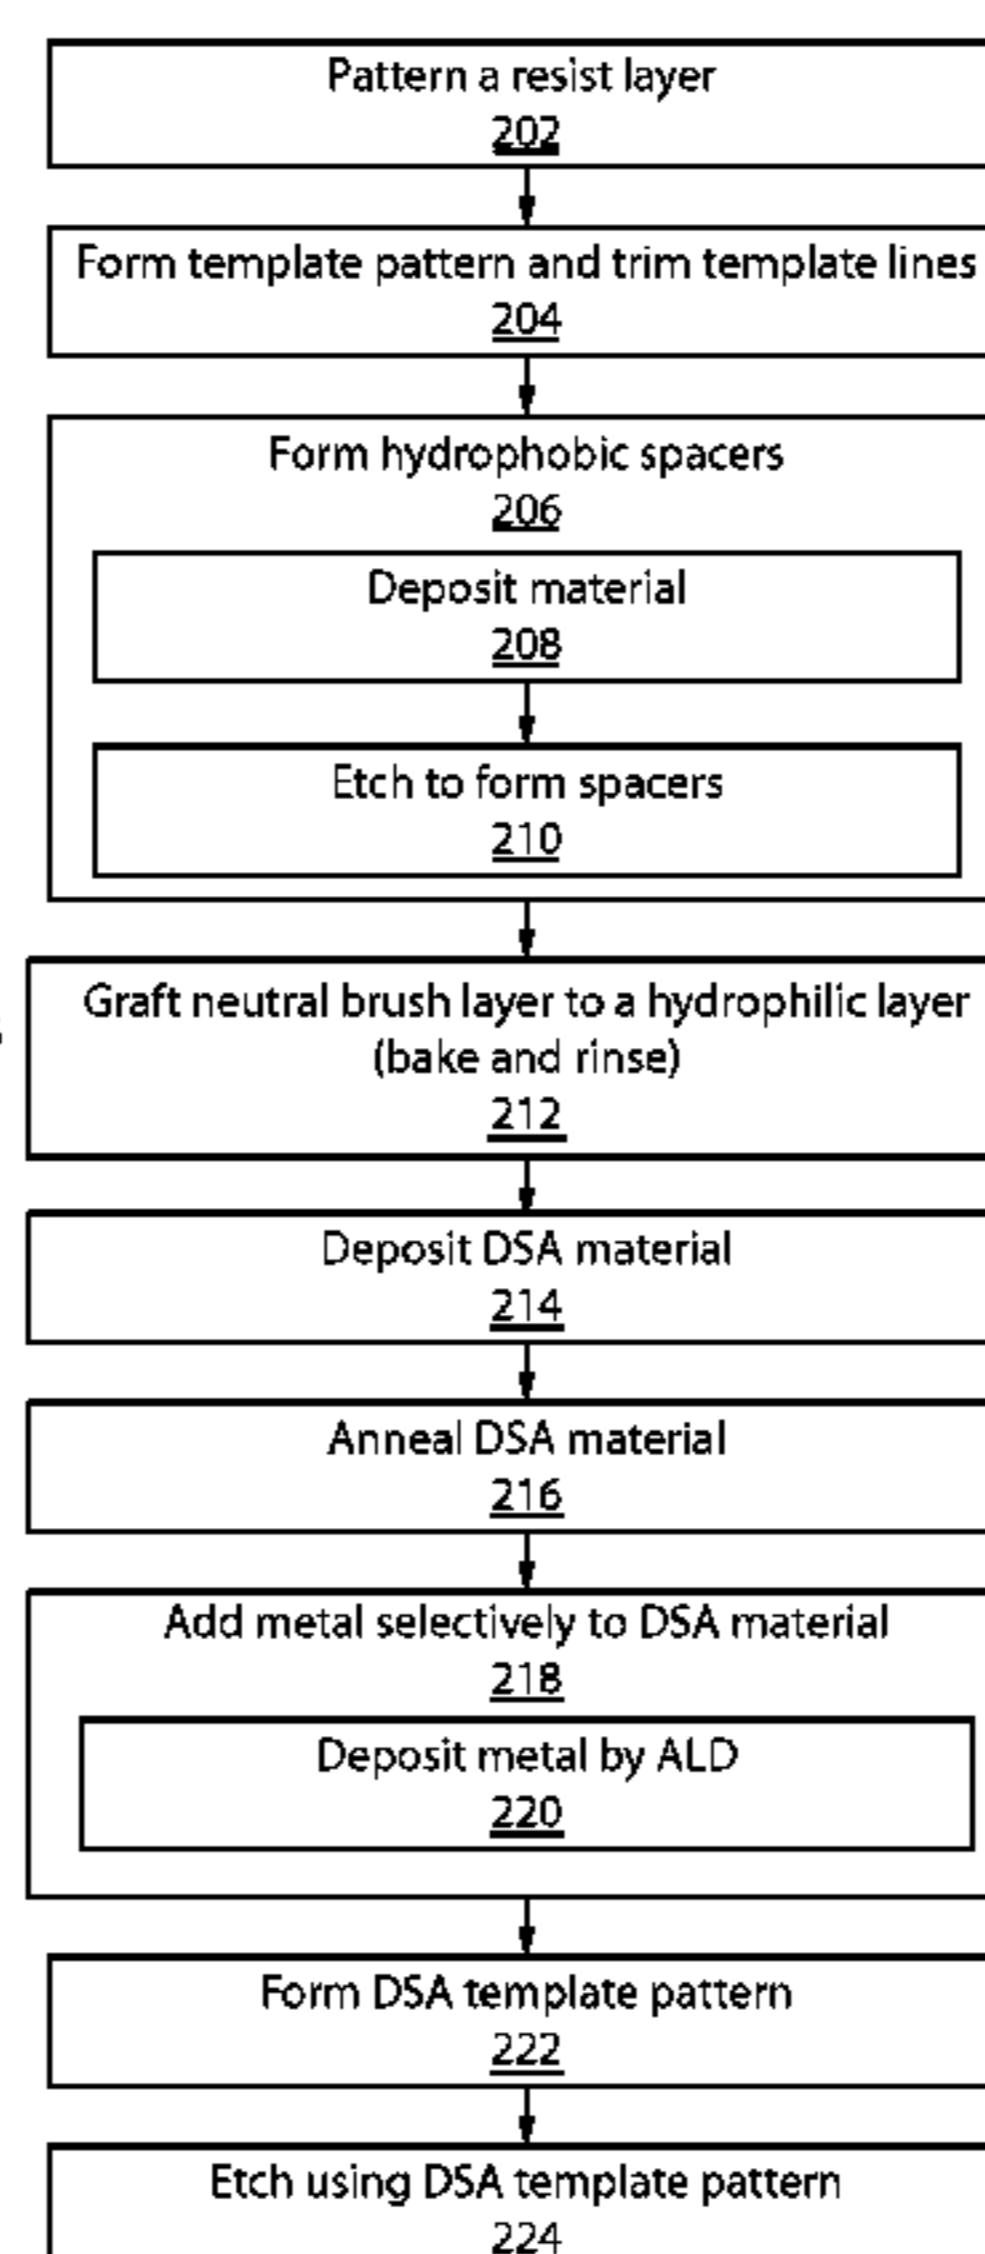 Pattern a resist layer
202
Form template pattern and trim template lines
204
Form hydrophobic spacers
206
Deposit material
208
Etch to form spacers
210
Graft neutral brush layer to a hydrophilic layer
(bake and rinse)
212
Deposit DSA material
214
Anneal DSA material
216
Add metal selectively to DSA material
218
Deposit metal by ALD
220
Form DSA template pattern
222
Etch using DSA template pattern
224